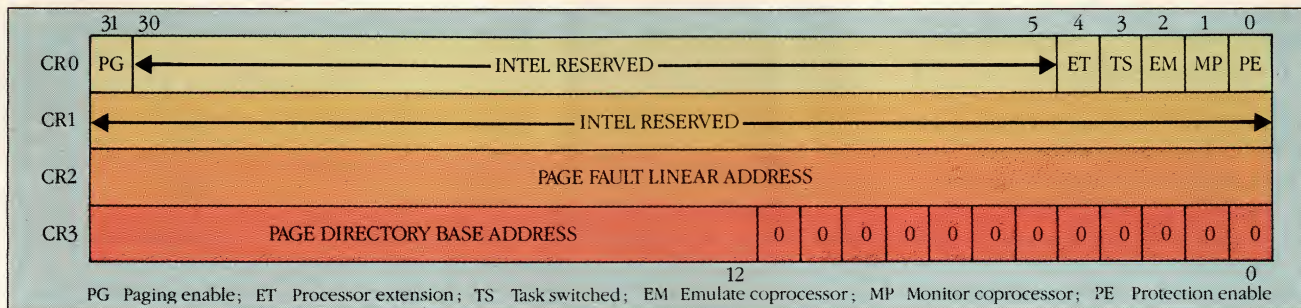 31 30 5 4 3 2 1 0
CR0 PG INTEL RESERVED ET TS EM MP PE
CR1 INTEL RESERVED
CR2 PAGE FAULT LINEAR ADDRESS
CR3 PAGE DIRECTORY BASE ADDRESS 0 0 0 0 0 0 0 0 0 0 0 0
12 0
PG Paging enable; ET Processor extension; TS Task switched; EM Emulate coprocessor; MP Monitor coprocessor; PE Protection enable